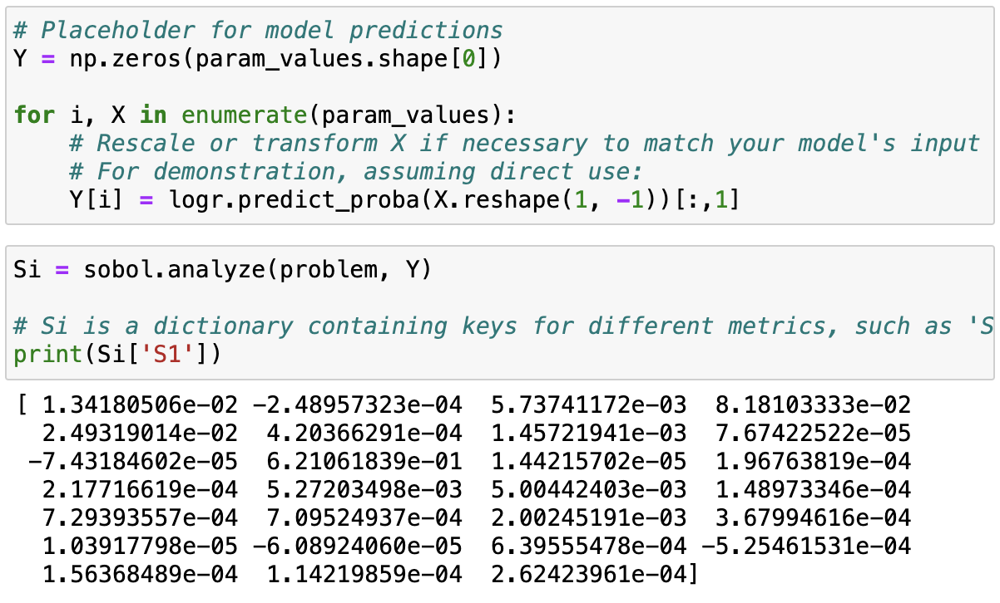 # Placeholder for model predictions
Y = np.zeros(param_values.shape[0])
for i, X in enumerate(param_values):
# Rescale or transform X if necessary to match your model's input
# For demonstration, assuming direct use:
Y[i] = logr.predict_proba(X.reshape(1, -1))[:,1]
Si = sobol.analyze(problem, Y)
# Si is a dictionary containing keys for different metrics, such as 'S
print(Si['S1'])
[ 1.34180506e-02 -2.48957323e-04 5.73741172e-03 8.18103333e-02
2.49319014e-02 4.20366291e-04 1.45721941e-03 7.67422522e-05
-7.43184602e-05 6.21061839e-01 1.44215702e-05 1.96763819e-04
2.17716619e-04 5.27203498e-03 5.00442403e-03 1.48973346e-04
7.29393557e-04 7.09524937e-04 2.00245191e-03 3.67994616e-04
1.03917798e-05 -6.08924060e-05 6.39555478e-04 -5.25461531e-04
1.56368489e-04 1.14219859e-04 2.62423961e-04]